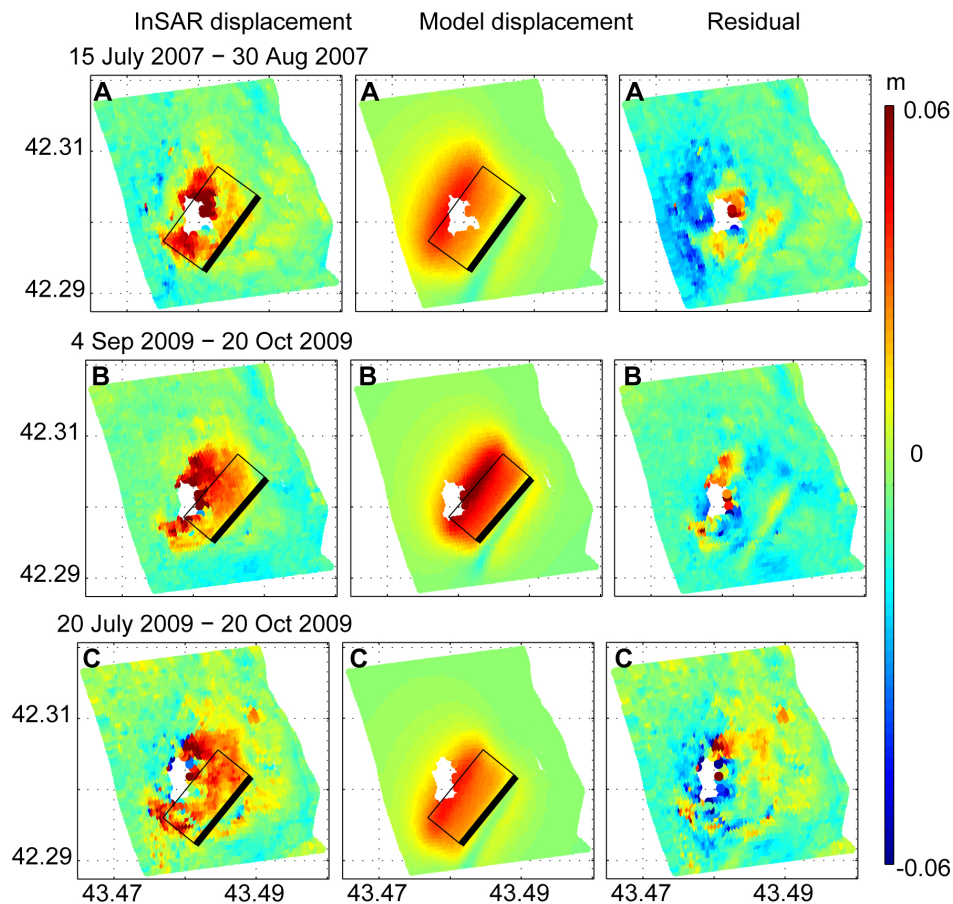 InSAR displacement Model displacement Residual
15 July 2007 − 30 Aug 2007
A A A m
0.06
42.31
42.29
4 Sep 2009 − 20 Oct 2009
B B B
42.31
0
42.29
20 July 2009 − 20 Oct 2009
C C C
42.31
42.29
-0.06
43.47 43.49 43.47 43.49 43.47 43.49